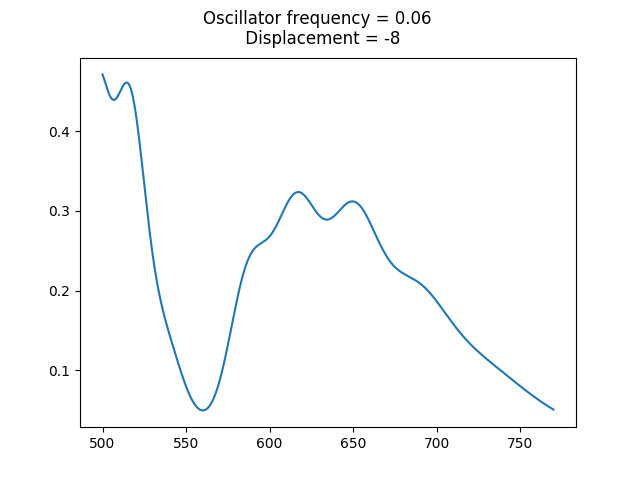 Oscillator frequency = 0.06
Displacement = -8
0.4
0.3
0.2
0.1
500 550 600 650 700 750